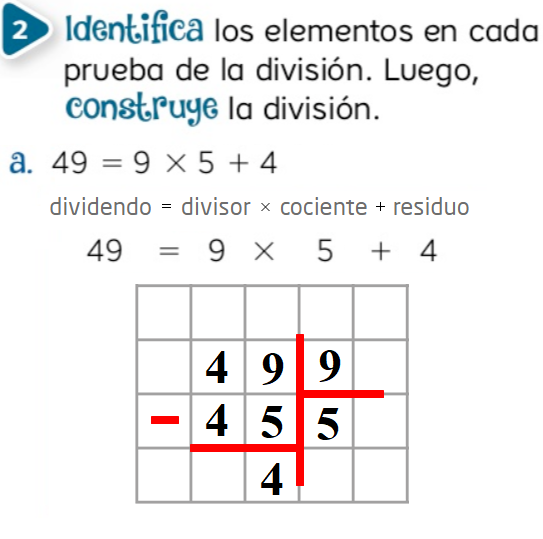 2 Identifica los elementos en cada
prueba de la división. Luego,
construye la división.
a. 49 = 9 × 5 + 4
dividendo = divisor × cociente + residuo
49 = 9 × 5 + 4
4 9 9
- 4 5 5
4